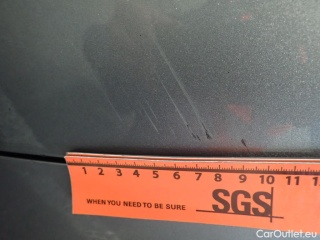 1 2 3 4 5 6 7 8 9 10 11 12
WHEN YOU NEED TO BE SURE SGS
CarOutlet.eu